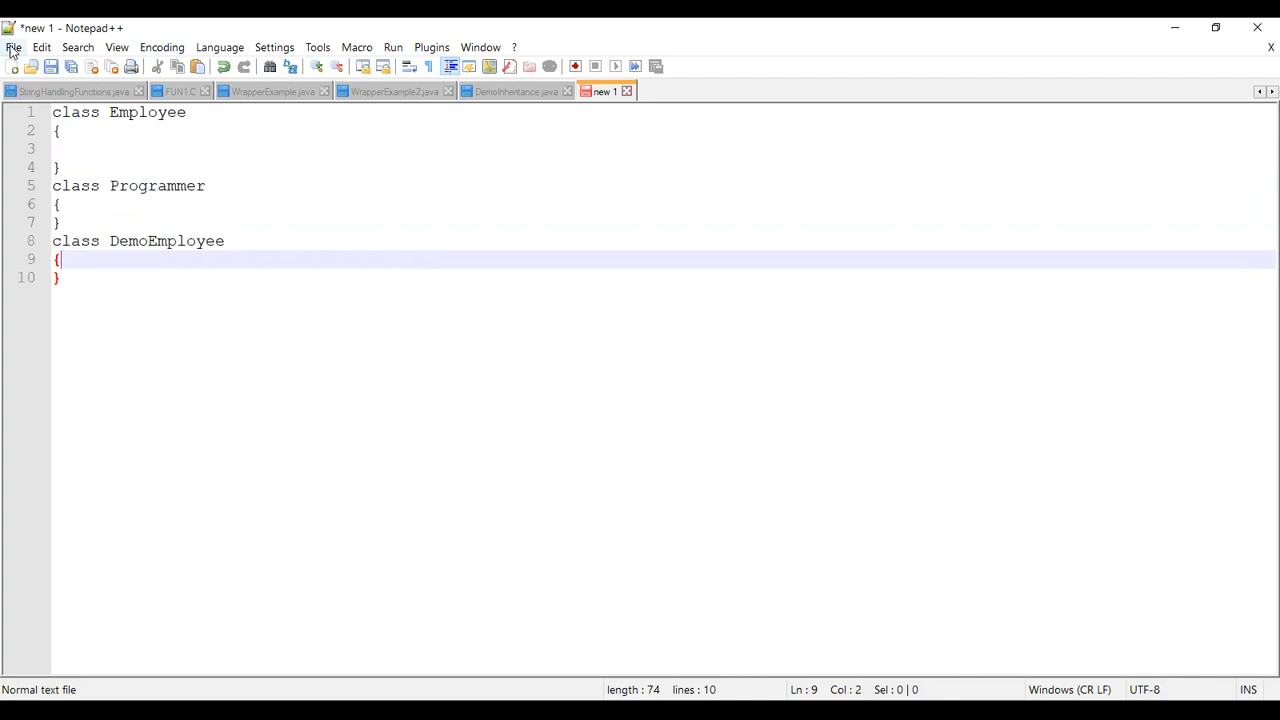 *new 1 - Notepad++
File Edit Search View Encoding Language Settings Tools Macro Run Plugins Window ? X
StringHandlingFunctions.java FUN1.C WrapperExample.java WrapperExample2.java DemoInheritance.java new 1
1 class Employee
2 {
3
4 }
5 class Programmer
6 {
7 }
8 class DemoEmployee
9 {
10 }
Normal text file length : 74 lines : 10 Ln : 9 Col : 2 Sel : 0 | 0 Windows (CR LF) UTF-8 INS